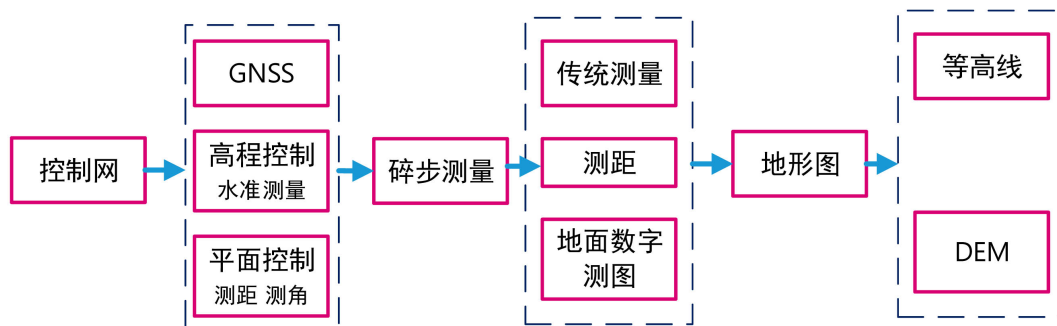 控制网
GNSS
高程控制
水准测量
平面控制
测距 测角
碎步测量
传统测量
测距
地面数字
测图
地形图
等高线
DEM